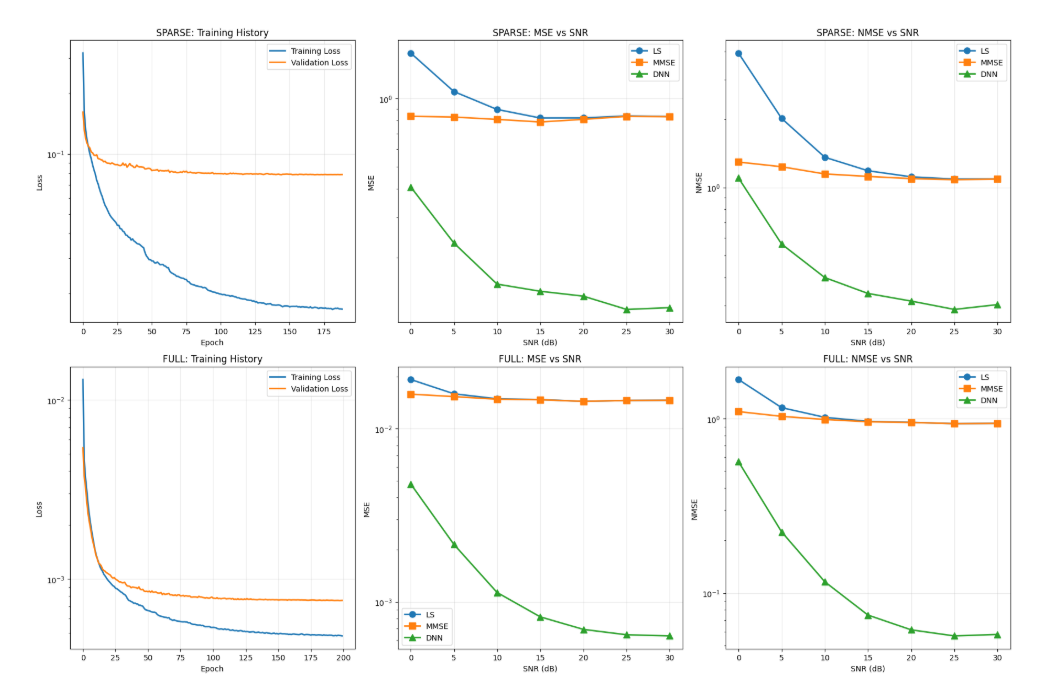 SPARSE: Training History
Training Loss
Validation Loss
10⁻¹
Loss
0 25 50 75 100 125 150 175
Epoch
SPARSE: MSE vs SNR
LS
MMSE
DNN
10⁰
MSE
0 5 10 15 20 25 30
SNR (dB)
SPARSE: NMSE vs SNR
LS
MMSE
DNN
10⁰
NMSE
0 5 10 15 20 25 30
SNR (dB)
FULL: Training History
Training Loss
Validation Loss
10⁻²
10⁻³
Loss
0 25 50 75 100 125 150 175 200
Epoch
FULL: MSE vs SNR
10⁻²
10⁻³
MSE
LS
MMSE
DNN
0 5 10 15 20 25 30
SNR (dB)
FULL: NMSE vs SNR
LS
MMSE
DNN
10⁰
10⁻¹
NMSE
0 5 10 15 20 25 30
SNR (dB)